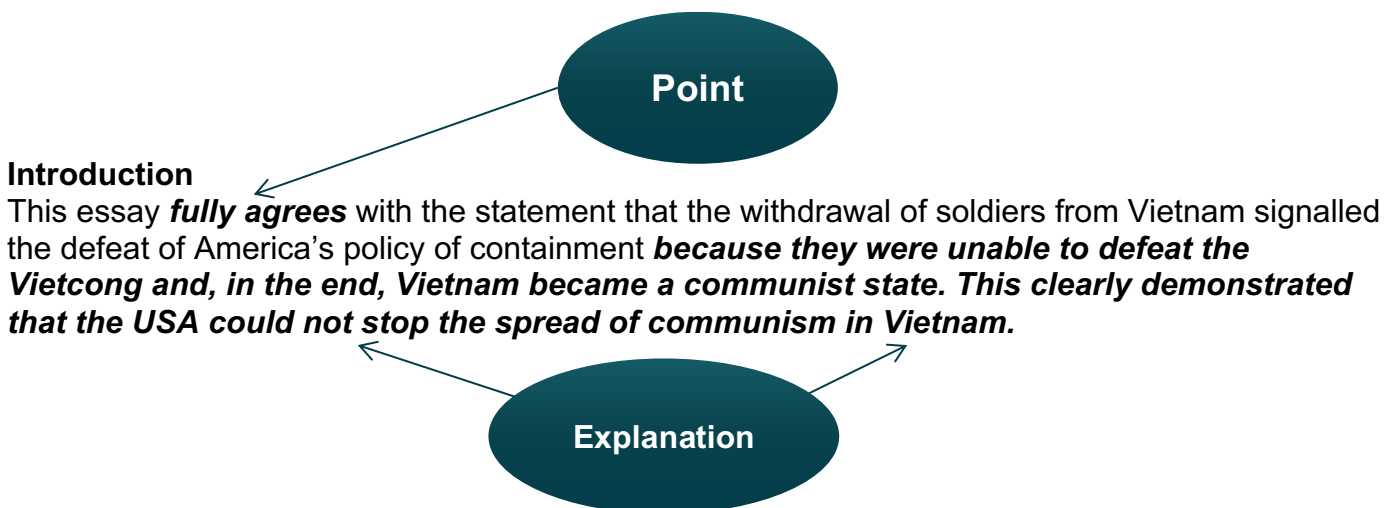 Point
Introduction
This essay fully agrees with the statement that the withdrawal of soldiers from Vietnam signalled
the defeat of America’s policy of containment because they were unable to defeat the
Vietcong and, in the end, Vietnam became a communist state. This clearly demonstrated
that the USA could not stop the spread of communism in Vietnam.
Explanation